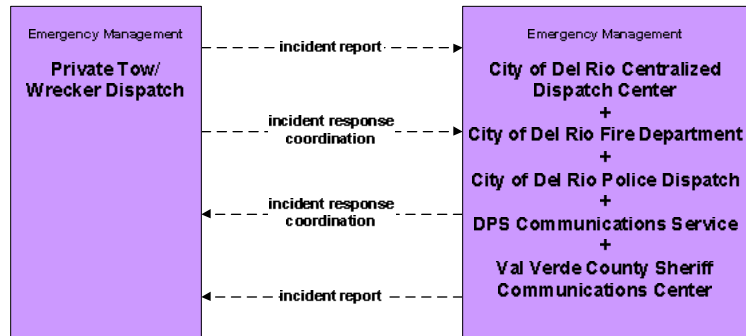 Emergency Management
Private Tow/
Wrecker Dispatch
incident report
incident response
coordination
incident response
coordination
incident report
Emergency Management
City of Del Rio Centralized
Dispatch Center
+
City of Del Rio Fire Department
+
City of Del Rio Police Dispatch
+
DPS Communications Service
+
Val Verde County Sheriff
Communications Center